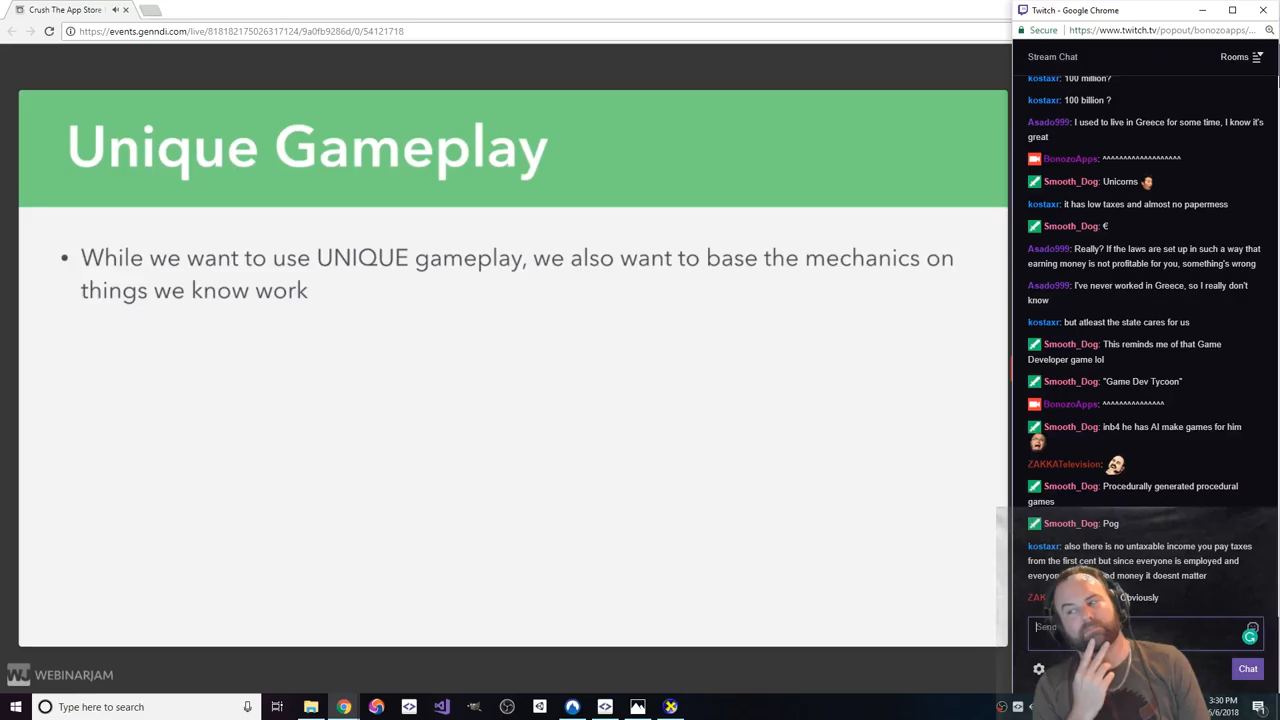 Crush The App Store
Twitch - Google Chrome
https://events.genndi.com/live/818182175026317124/9a0fb9286d/0/54121718
Secure
https://www.twitch.tv/popout/bonozoapps/...
Stream Chat
Rooms
Unique Gameplay
• While we want to use UNIQUE gameplay, we also want to base the mechanics on
things we know work
WJ WEBINARJAM
kostaxr: 100 million?
kostaxr: 100 billion ?
Asado999: I used to live in Greece for some time, I know it's
great
BonozoApps: ^^^^^^^^^^^^^^^^^^^
Smooth_Dog: Unicorns
kostaxr: it has low taxes and almost no papermess
Smooth_Dog: €
Asado999: Really? If the laws are set up in such a way that
earning money is not profitable for you, something's wrong
Asado999: I've never worked in Greece, so I really don't
know
kostaxr: but atleast the state cares for us
Smooth_Dog: This reminds me of that Game
Developer game lol
Smooth_Dog: "Game Dev Tycoon"
BonozoApps: ^^^^^^^^^^^^^^^
Smooth_Dog: inb4 he has AI make games for him
ZAKKATelevision:
Smooth_Dog: Procedurally generated procedural
games
Smooth_Dog: Pog
kostaxr: also there is no untaxable income you pay taxes
from the first cent but since everyone is employed and
money it doesnt matter
ZAK Obviously
Send
Chat
Type here to search
3:30 PM
6/6/2018